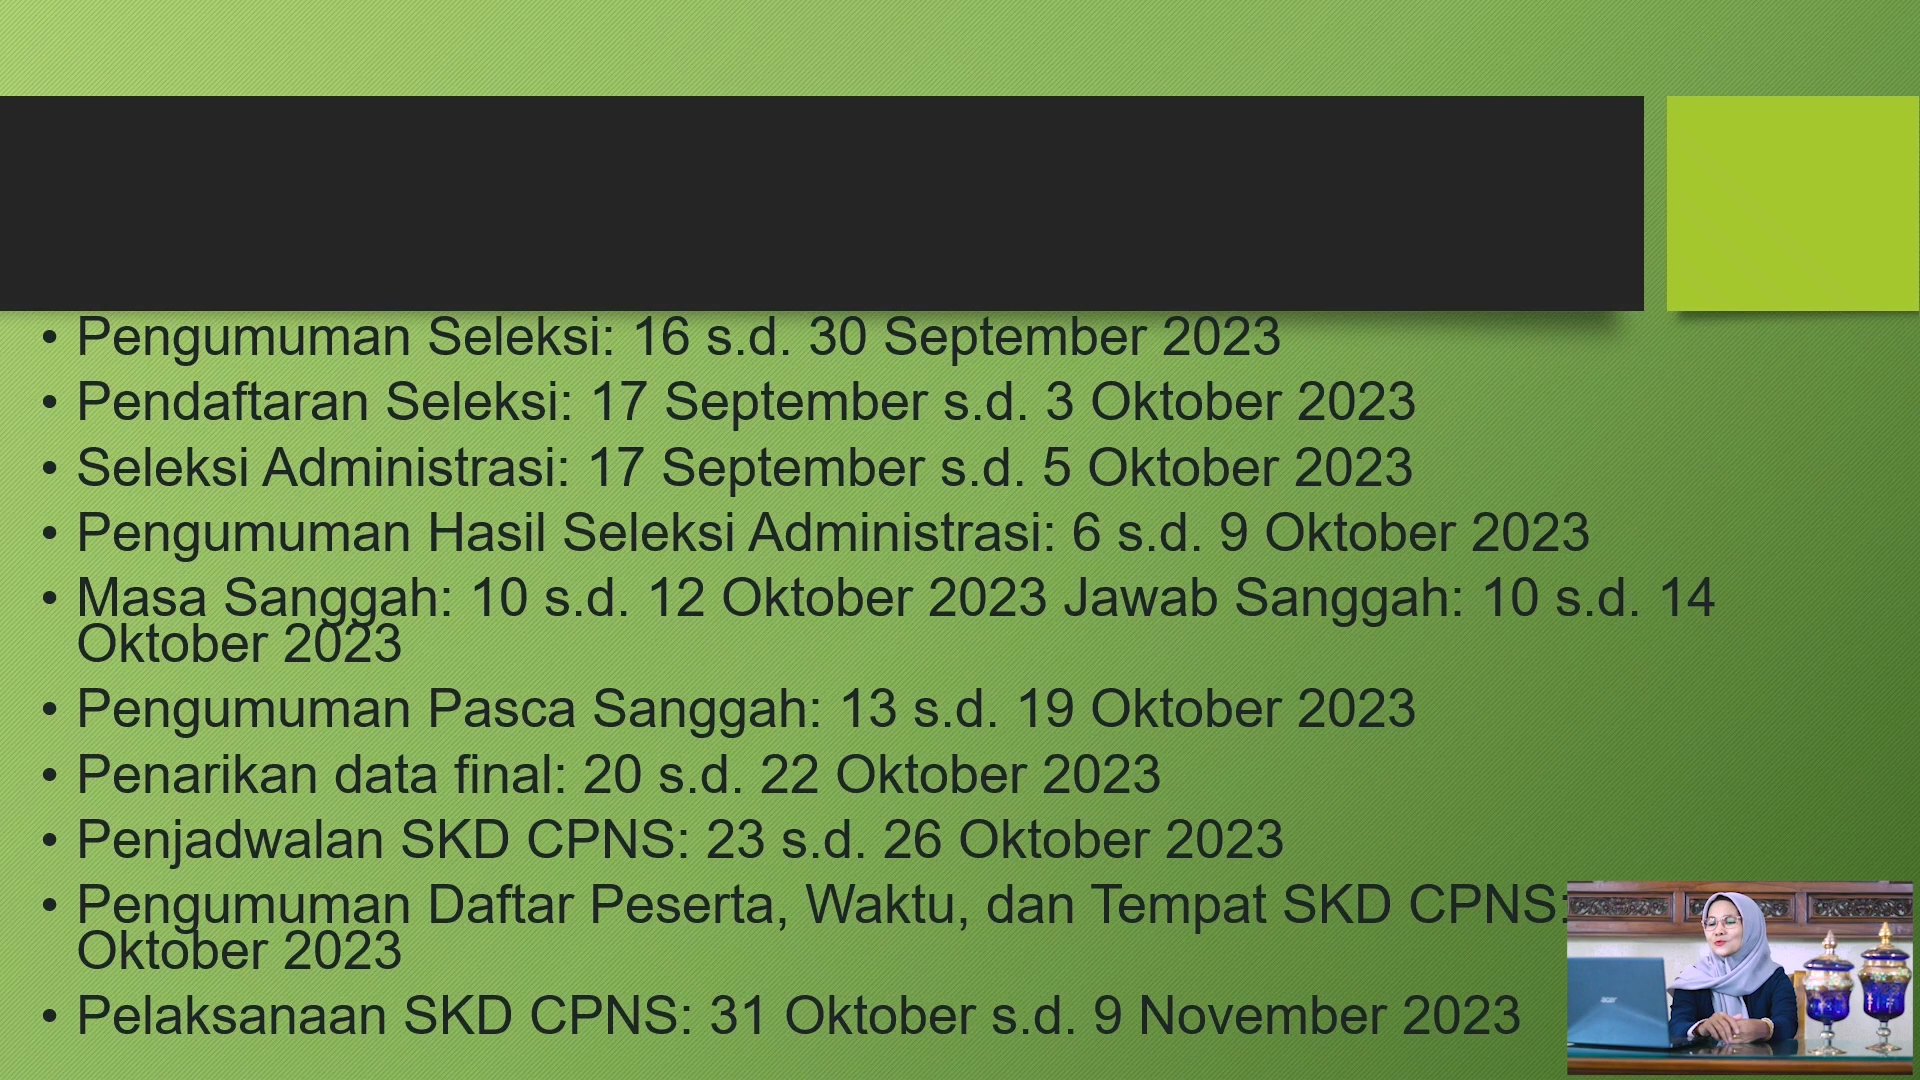 • Pengumuman Seleksi: 16 s.d. 30 September 2023
• Pendaftaran Seleksi: 17 September s.d. 3 Oktober 2023
• Seleksi Administrasi: 17 September s.d. 5 Oktober 2023
• Pengumuman Hasil Seleksi Administrasi: 6 s.d. 9 Oktober 2023
• Masa Sanggah: 10 s.d. 12 Oktober 2023 Jawab Sanggah: 10 s.d. 14
Oktober 2023
• Pengumuman Pasca Sanggah: 13 s.d. 19 Oktober 2023
• Penarikan data final: 20 s.d. 22 Oktober 2023
• Penjadwalan SKD CPNS: 23 s.d. 26 Oktober 2023
• Pengumuman Daftar Peserta, Waktu, dan Tempat SKD CPNS:
Oktober 2023
• Pelaksanaan SKD CPNS: 31 Oktober s.d. 9 November 2023
acer